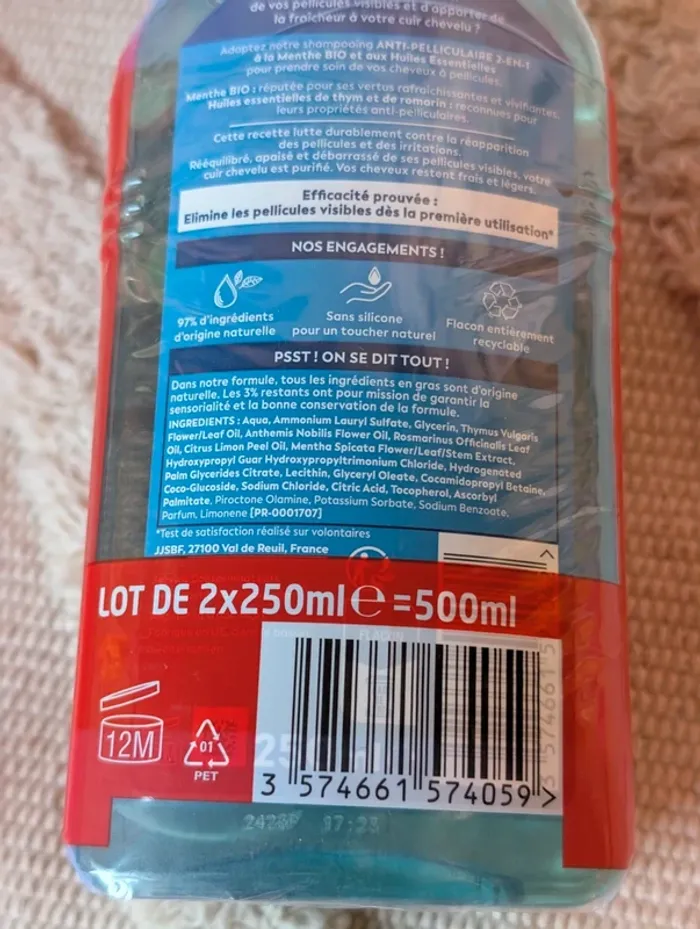 de vos pellicules visibles et d'apporter de
la fraîcheur à votre cuir chevelu ?
Adoptez notre shampooing ANTI-PELLICULAIRE 2-EN-1
à la Menthe BIO et aux Huiles Essentielles
pour prendre soin de vos cheveux à pellicules.
Menthe BIO : réputée pour ses vertus rafraîchissantes et vivifiantes.
Huiles essentielles de thym et de romarin : reconnues pour
leurs propriétés anti-pelliculaires.
Cette recette lutte durablement contre la réapparition
des pellicules et des irritations.
Rééquilibré, apaisé et débarrassé de ses pellicules visibles, votre
cuir chevelu est purifié. Vos cheveux restent frais et légers.
Efficacité prouvée :
Elimine les pellicules visibles dès la première utilisation*
NOS ENGAGEMENTS !
97% d'ingrédients
d'origine naturelle
Sans silicone
pour un toucher naturel
Flacon entièrement
recyclable
PSST ! ON SE DIT TOUT !
Dans notre formule, tous les ingrédients en gras sont d'origine
naturelle. Les 3% restants ont pour mission de garantir la
sensorialité et la bonne conservation de la formule.
INGREDIENTS : Aqua, Ammonium Lauryl Sulfate, Glycerin, Thymus Vulgaris
Flower/Leaf Oil, Anthemis Nobilis Flower Oil, Rosmarinus Officinalis Leaf
Oil, Citrus Limon Peel Oil, Mentha Spicata Flower/Leaf/Stem Extract,
Hydroxypropyl Guar Hydroxypropyltrimonium Chloride, Hydrogenated
Palm Glycerides Citrate, Lecithin, Glyceryl Oleate, Cocamidopropyl Betaine,
Coco-Glucoside, Sodium Chloride, Citric Acid, Tocopherol, Ascorbyl
Palmitate, Piroctone Olamine, Potassium Sorbate, Sodium Benzoate,
Parfum, Limonene [PR-0001707]
*Test de satisfaction réalisé sur volontaires
JJSBF, 27100 Val de Reuil, France
LOT DE 2x250ml e = 500ml
FLACON
12M
01
PET
3 574661 574059 >